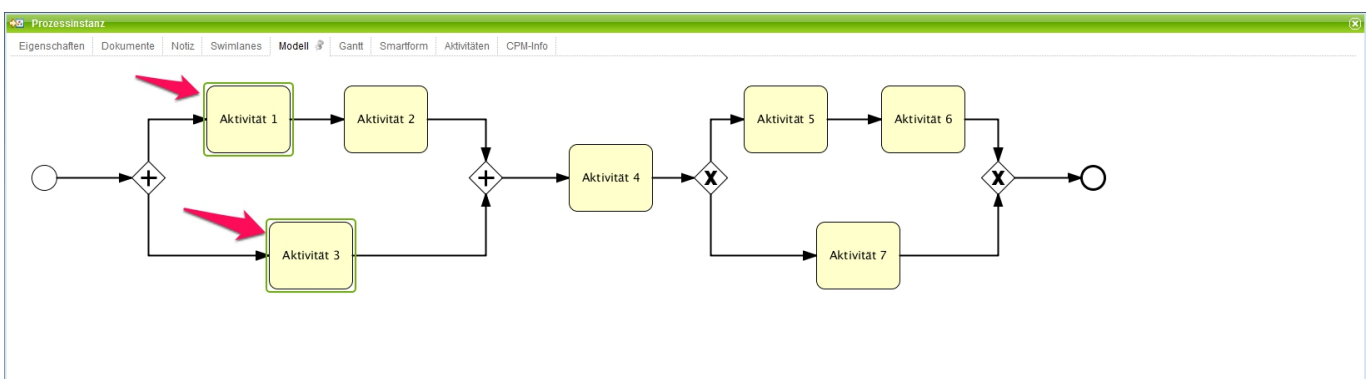 Prozessinstanz
Eigenschaften Dokumente Notiz Swimlanes Modell Gantt Smartform Aktivitäten CPM-Info
Aktivität 1
Aktivität 2
Aktivität 3
Aktivität 4
Aktivität 5
Aktivität 6
Aktivität 7